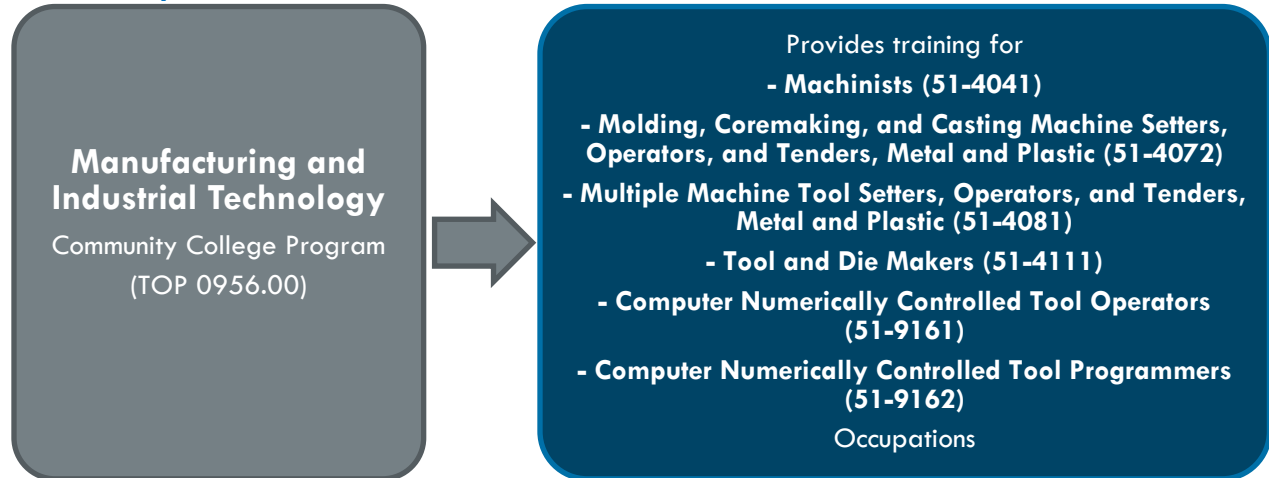 Manufacturing and
Industrial Technology
Community College Program
(TOP 0956.00)
Provides training for
- Machinists (51-4041)
- Molding, Coremaking, and Casting Machine Setters,
Operators, and Tenders, Metal and Plastic (51-4072)
- Multiple Machine Tool Setters, Operators, and Tenders,
Metal and Plastic (51-4081)
- Tool and Die Makers (51-4111)
- Computer Numerically Controlled Tool Operators
(51-9161)
- Computer Numerically Controlled Tool Programmers
(51-9162)
Occupations